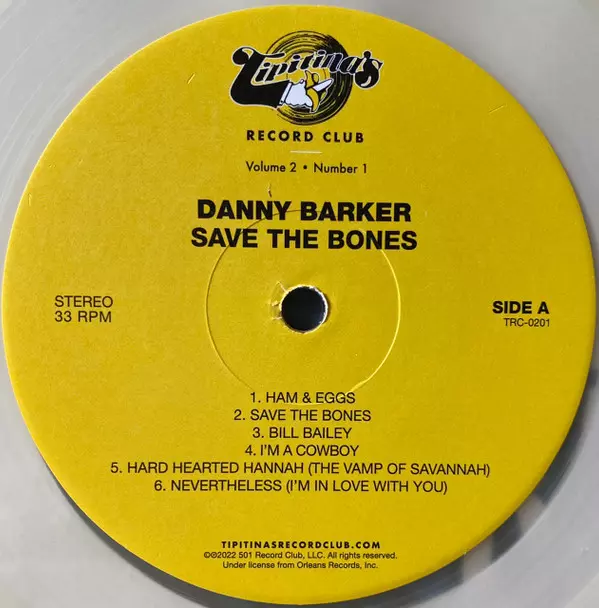 Tipitina's
RECORD CLUB
Volume 2 • Number 1
DANNY BARKER
SAVE THE BONES
STEREO
33 RPM
SIDE A
TRC-0201
1. HAM & EGGS
2. SAVE THE BONES
3. BILL BAILEY
4. I'M A COWBOY
5. HARD HEARTED HANNAH (THE VAMP OF SAVANNAH)
6. NEVERTHELESS (I'M IN LOVE WITH YOU)
TIPITINASRECORDCLUB.COM
©℗2022 501 Record Club, LLC. All rights reserved.
Under license from Orleans Records, Inc.